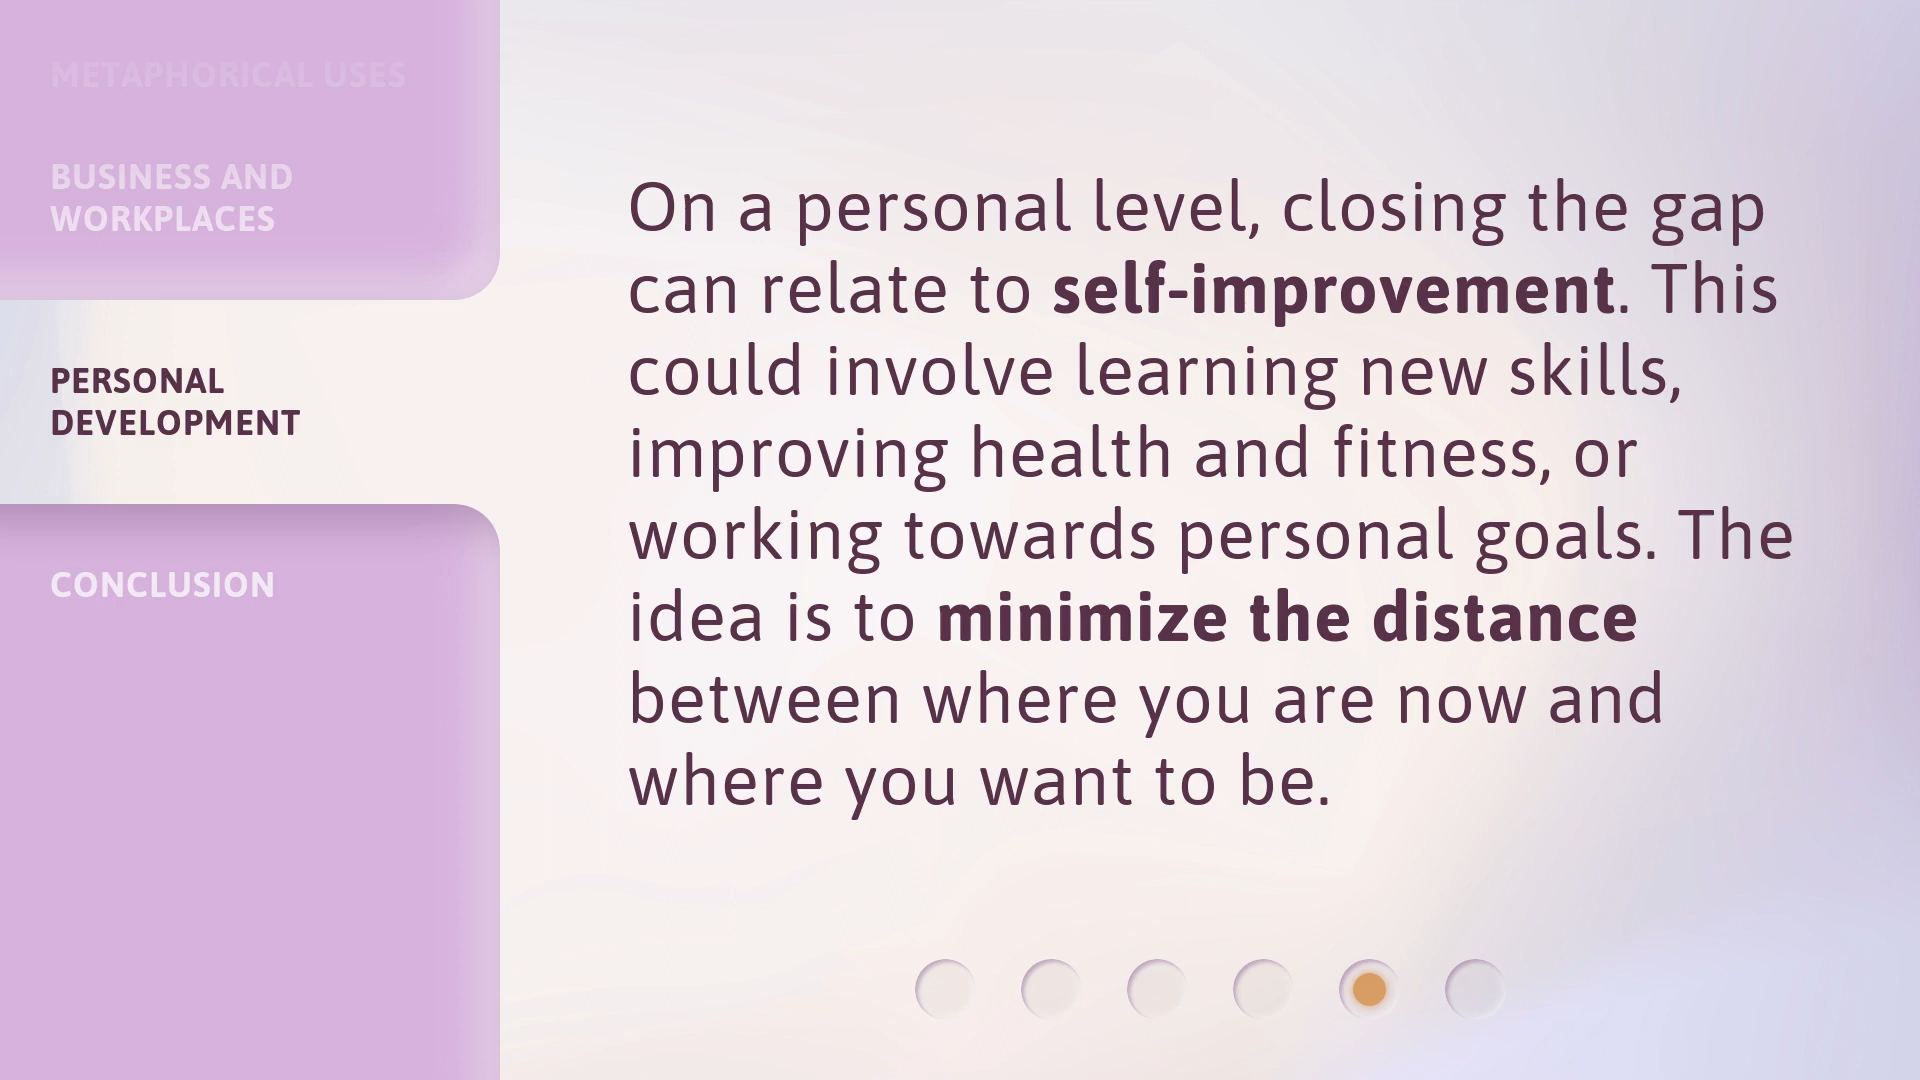 METAPHORICAL USES
BUSINESS AND
WORKPLACES
PERSONAL
DEVELOPMENT
CONCLUSION
On a personal level, closing the gap
can relate to self-improvement. This
could involve learning new skills,
improving health and fitness, or
working towards personal goals. The
idea is to minimize the distance
between where you are now and
where you want to be.